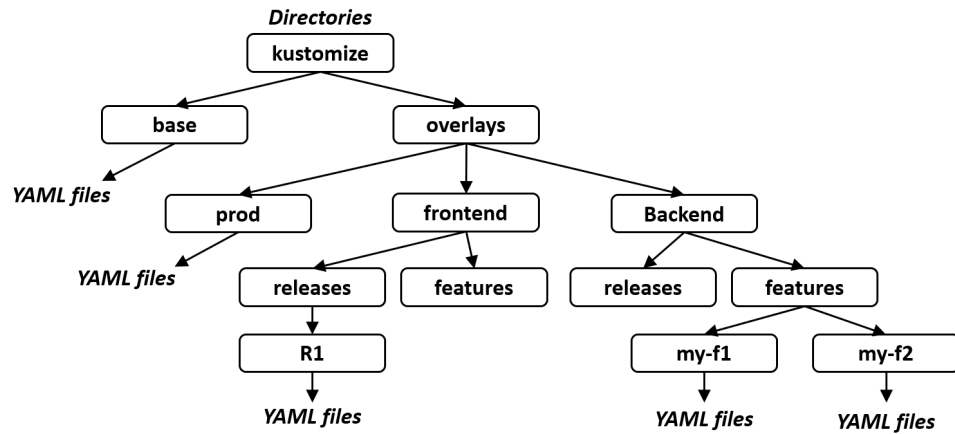 Directories
kustomize
base
overlays
YAML files
prod
frontend
Backend
YAML files
releases
features
releases
features
R1
my-f1
my-f2
YAML files
YAML files
YAML files